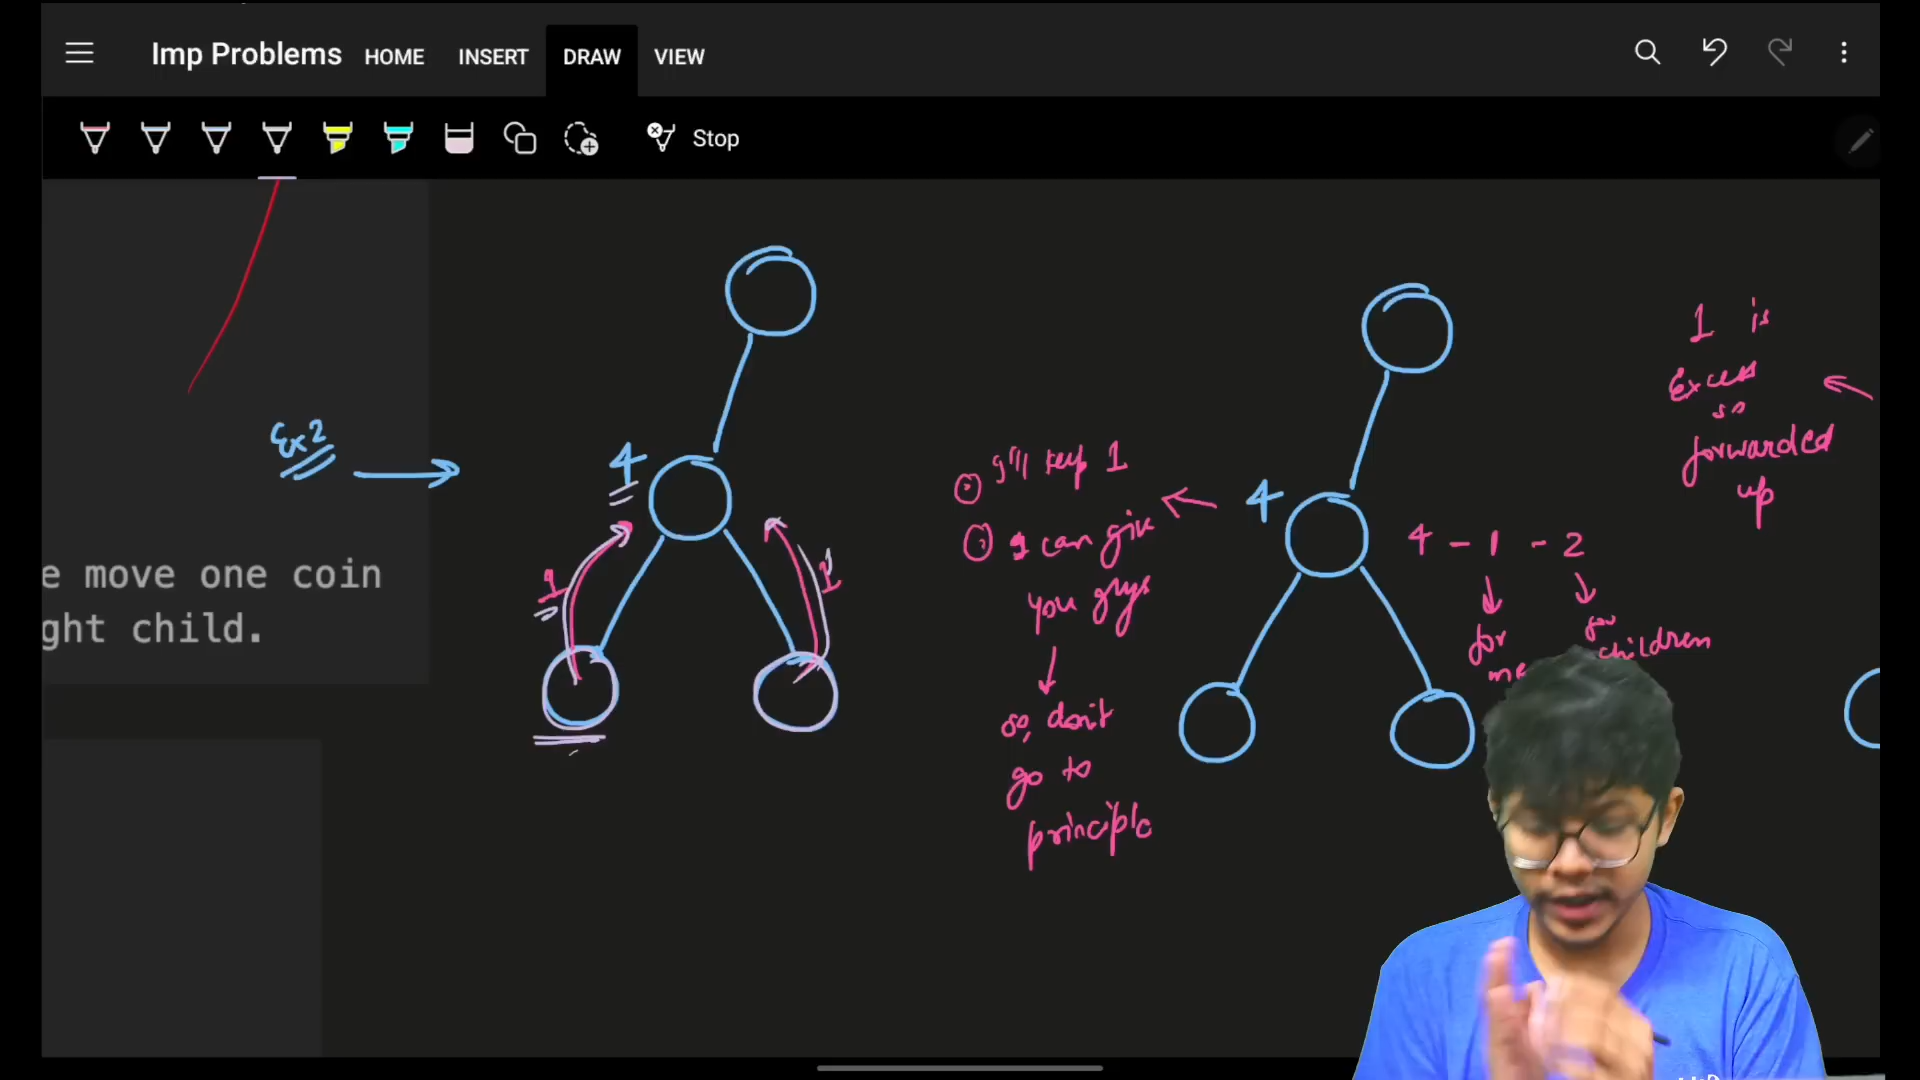 Imp Problems HOME INSERT DRAW VIEW
Stop
Ex2
e move one coin
ght child.
4
1
1
I'll keep 1
I can give
you guys
so, don't
go to
principle
4
4 - 1 - 2
for
me
for
children
1 is
Excess
so
forwarded
up